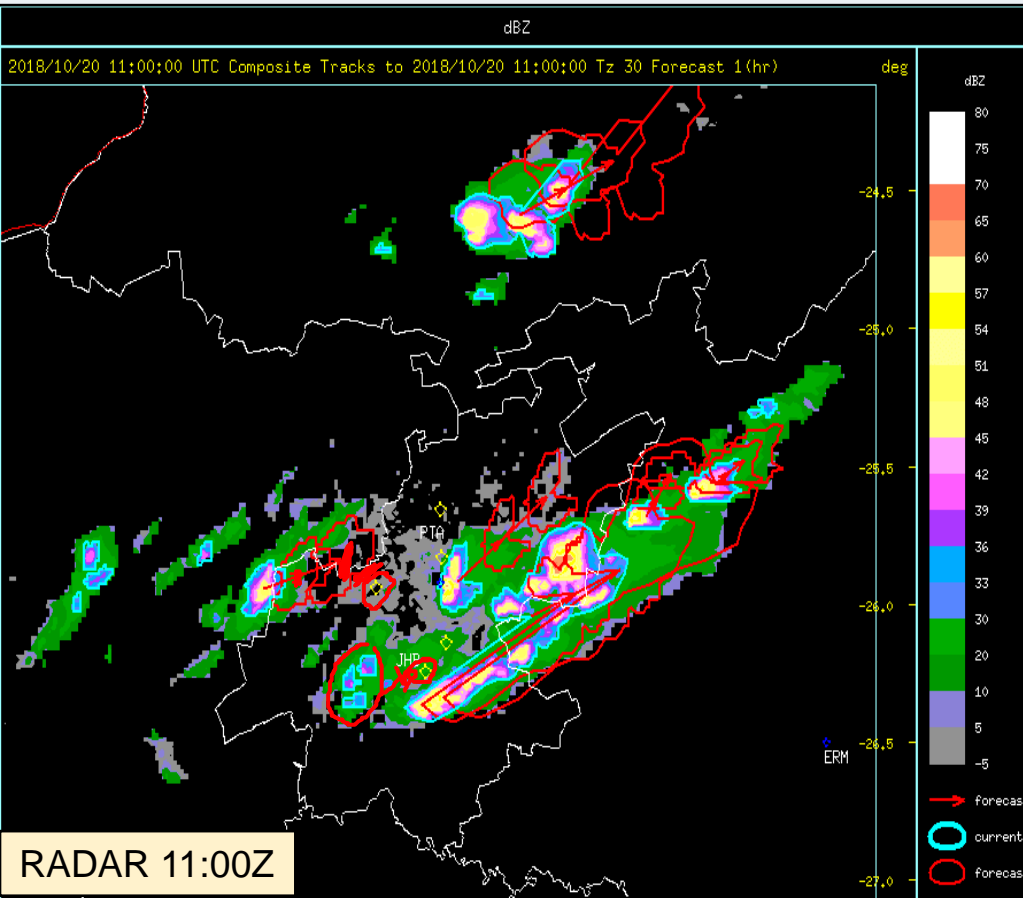 dBZ
2018/10/20 11:00:00 UTC Composite Tracks to 2018/10/20 11:00:00 Tz 30 Forecast 1(hr)
deg
dBZ
80
75
70
65
60
57
54
51
48
45
42
39
36
33
30
20
10
5
-5
-24.5
-25.0
-25.5
-26.0
-26.5
-27.0
PTA
JHB
ERM
forecas
current
forecas
RADAR 11:00Z